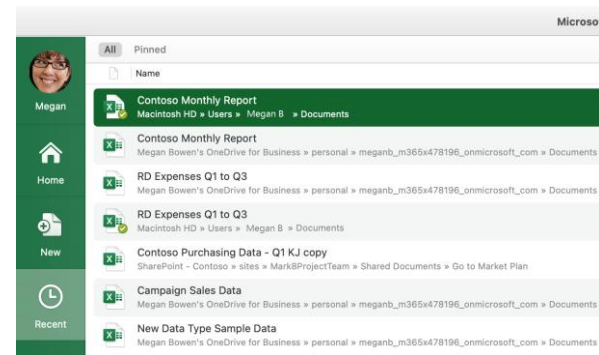 Microso
All Pinned
Name
Megan
Contoso Monthly Report
Macintosh HD » Users » Megan B » Documents
Contoso Monthly Report
Megan Bowen's OneDrive for Business » personal » meganb_m365x478196_onmicrosoft_com » Documents
Home
RD Expenses Q1 to Q3
Megan Bowen's OneDrive for Business » personal » meganb_m365x478196_onmicrosoft_com » Documents
RD Expenses Q1 to Q3
Macintosh HD » Users » Megan B » Documents
New
Contoso Purchasing Data - Q1 KJ copy
SharePoint - Contoso » sites » Mark8ProjectTeam » Shared Documents » Go to Market Plan
Campaign Sales Data
Megan Bowen's OneDrive for Business » personal » meganb_m365x478196_onmicrosoft_com » Documents
Recent
New Data Type Sample Data
Megan Bowen's OneDrive for Business » personal » meganb_m365x478196_onmicrosoft_com » Documents